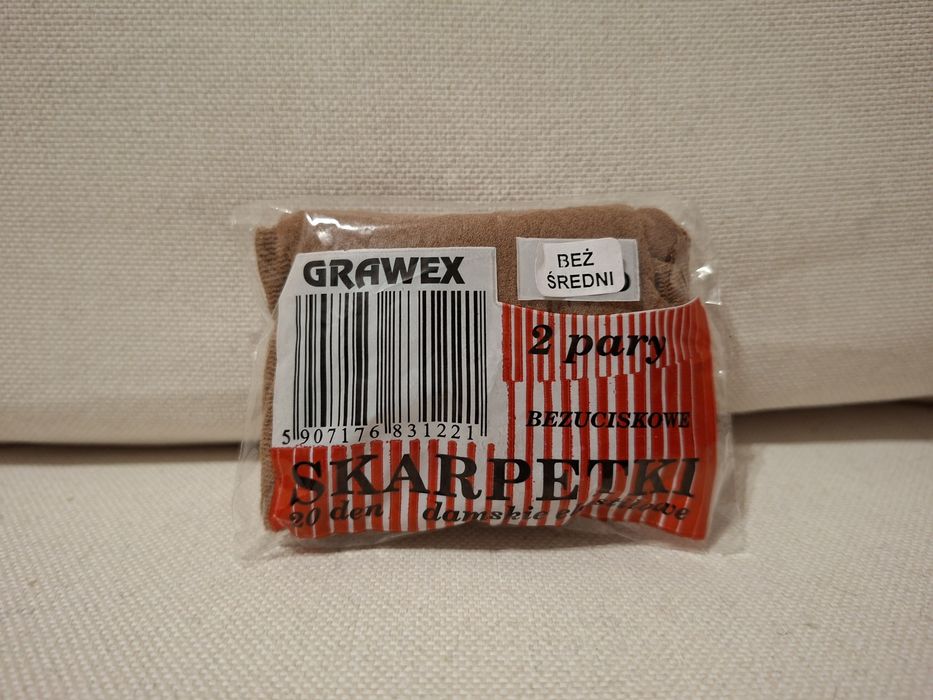 GRAWEX
BEŻ
ŚREDNI
2 pary
BEZUCISKOWE
5 907176 831221
SKARPETKI
20 den damskie